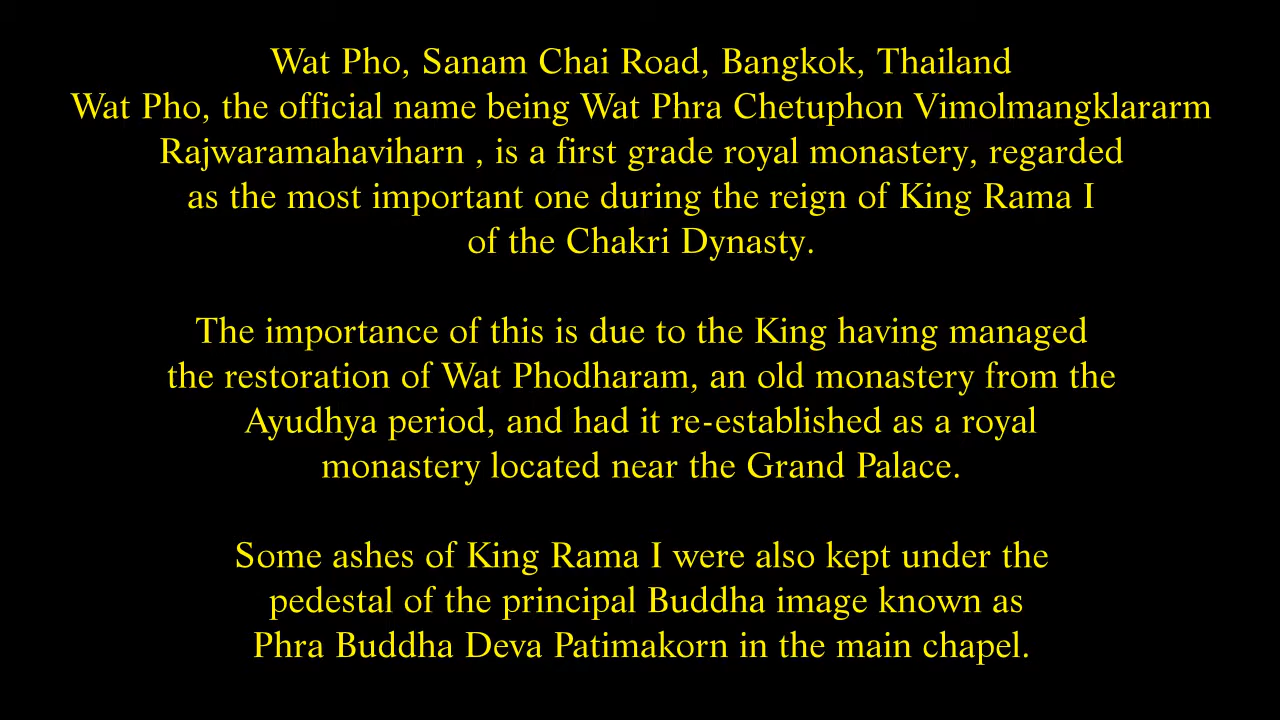 Wat Pho, Sanam Chai Road, Bangkok, Thailand
Wat Pho, the official name being Wat Phra Chetuphon Vimolmangklararm
Rajwaramahaviharn , is a first grade royal monastery, regarded
as the most important one during the reign of King Rama I
of the Chakri Dynasty.
The importance of this is due to the King having managed
the restoration of Wat Phodharam, an old monastery from the
Ayudhya period, and had it re-established as a royal
monastery located near the Grand Palace.
Some ashes of King Rama I were also kept under the
pedestal of the principal Buddha image known as
Phra Buddha Deva Patimakorn in the main chapel.